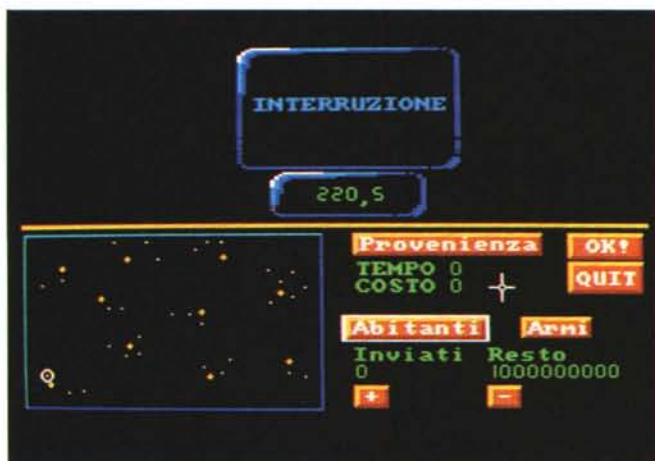 INTERRUZIONE
220,5
Provenienza OK!
TEMPO 0
COSTO 0 QUIT
Abitanti Armi
Inviati Resto
0 1000000000
+ -